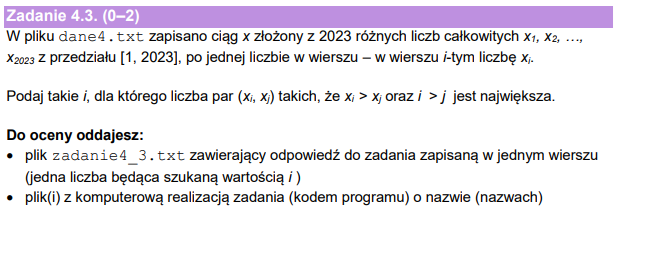 Zadanie 4.3. (0–2)
W pliku dane4.txt zapisano ciąg x złożony z 2023 różnych liczb całkowitych x1, x2, …,
x2023 z przedziału [1, 2023], po jednej liczbie w wierszu – w wierszu i-tym liczbę xi.
Podaj takie i, dla którego liczba par (xi, xj) takich, że xi > xj oraz i > j jest największa.
Do oceny oddajesz:
• plik zadanie4_3.txt zawierający odpowiedź do zadania zapisaną w jednym wierszu
(jedna liczba będąca szukaną wartością i )
• plik(i) z komputerową realizacją zadania (kodem programu) o nazwie (nazwach)